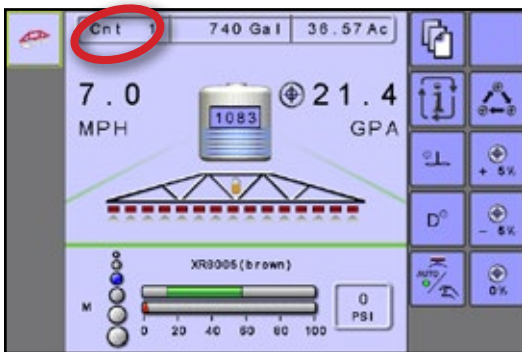 Cnt 1 740 Gal 36.57 Ac
7.0 21.4
MPH 1083 GPA
+ 5%
D° - 5%
XR8005(brown)
AUTO 0%
M 0 PSI
0 20 40 60 80 100